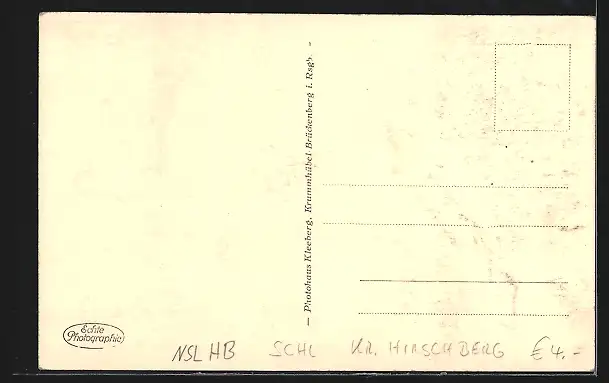 — Photohaus Kleeberg, Krummhübel-Brückenberg i. Rsgb. —
Echte
Photographie
NSL HB SCHL KR. HIRSCHBERG € 4.-